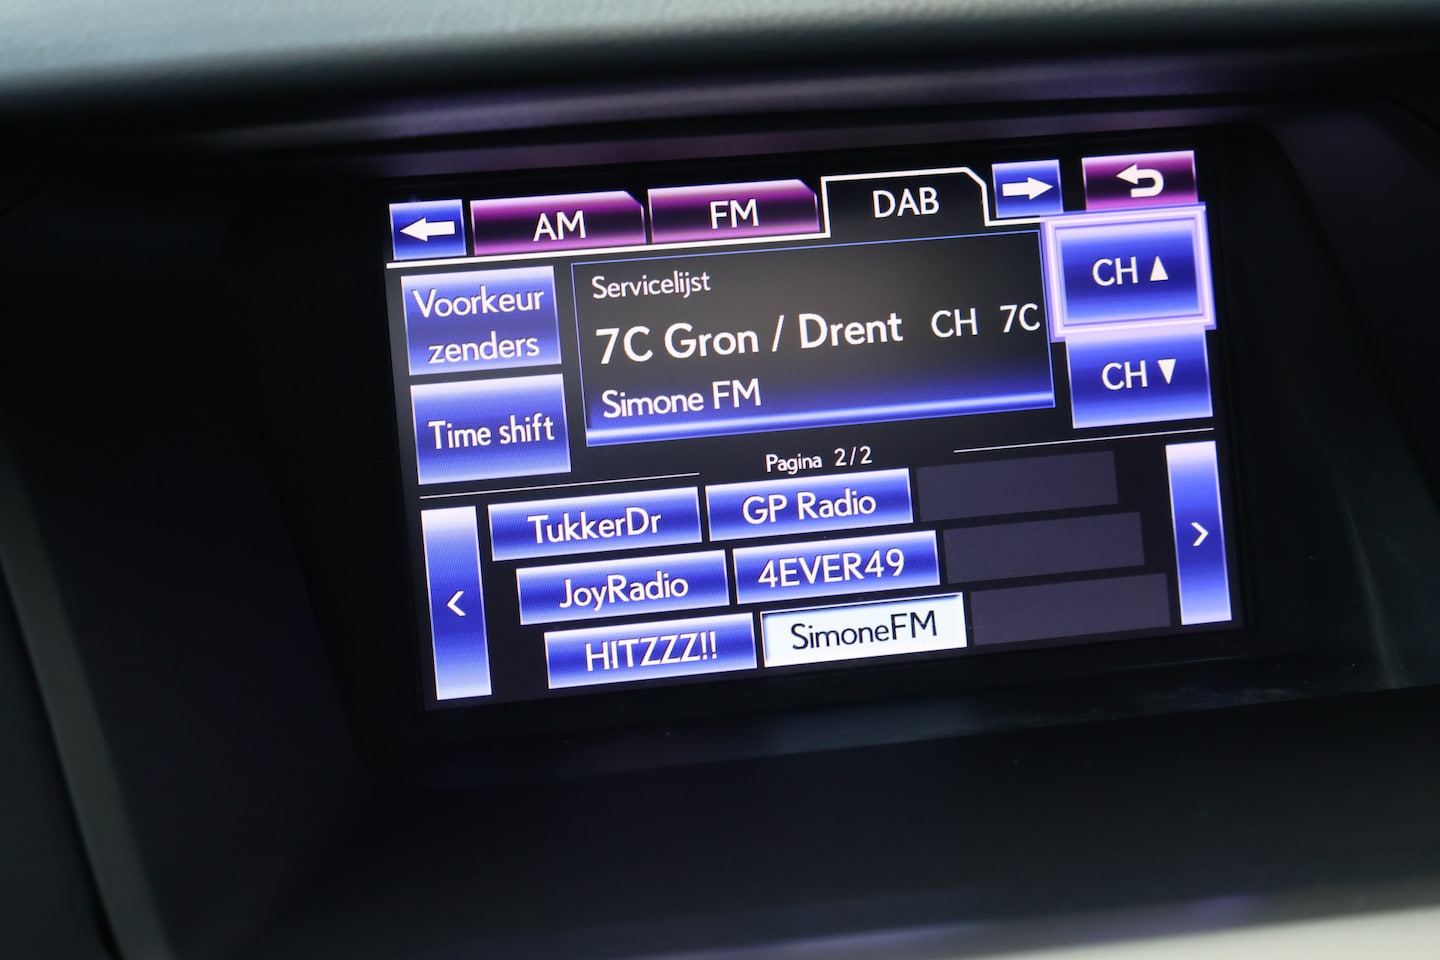 AM FM DAB
Voorkeur
zenders
Time shift
Servicelijst
7C Gron / Drent CH 7C
Simone FM
CH ▲
CH ▼
Pagina 2/2
TukkerDr GP Radio
JoyRadio 4EVER49
HITZZZ!! SimoneFM